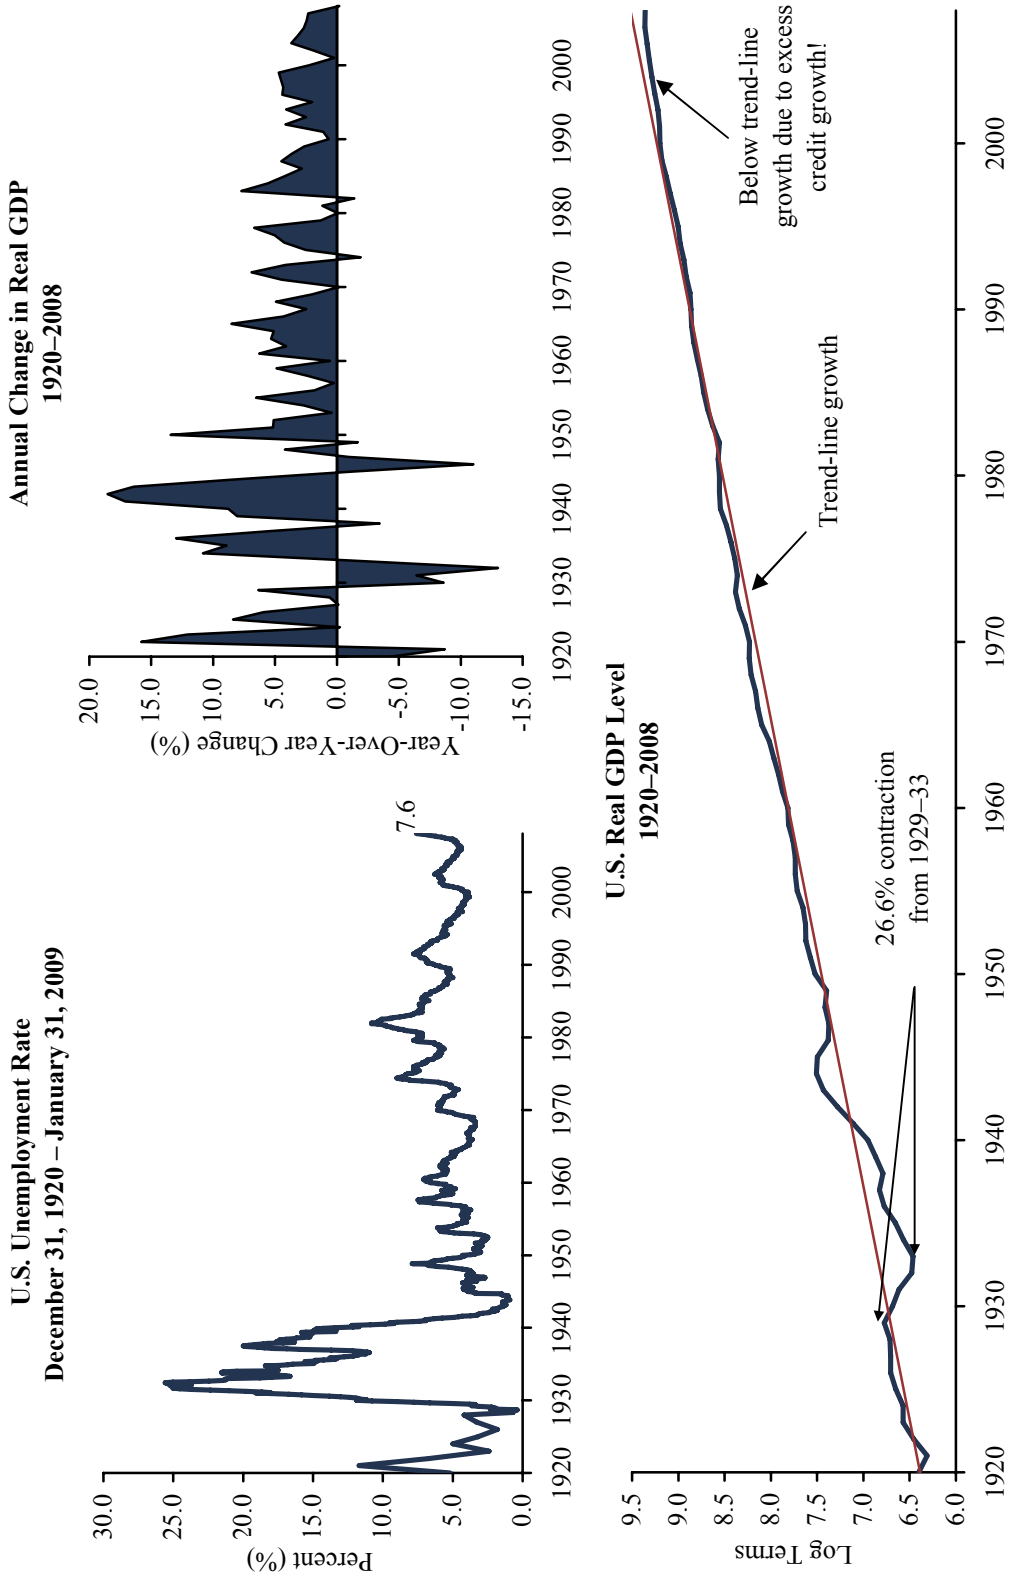 U.S. Unemployment Rate
December 31, 1920 – January 31, 2009
Percent (%)
30.0
25.0
20.0
15.0
10.0
5.0
0.0
7.6
1920 1930 1940 1950 1960 1970 1980 1990 2000
Annual Change in Real GDP
1920–2008
Year-Over-Year Change (%)
20.0
15.0
10.0
5.0
0.0
-5.0
-10.0
-15.0
1920 1930 1940 1950 1960 1970 1980 1990 2000
U.S. Real GDP Level
1920–2008
Log Terms
9.5
9.0
8.5
8.0
7.5
7.0
6.5
6.0
26.6% contraction
from 1929–33
Trend-line growth
Below trend-line
growth due to excess
credit growth!
1920 1930 1940 1950 1960 1970 1980 1990 2000